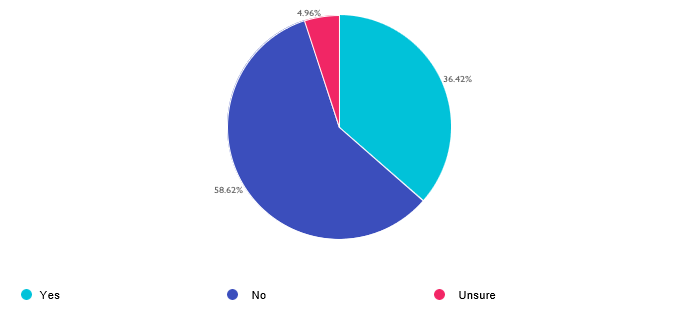 4.96%
36.42%
58.62%
Yes
No
Unsure